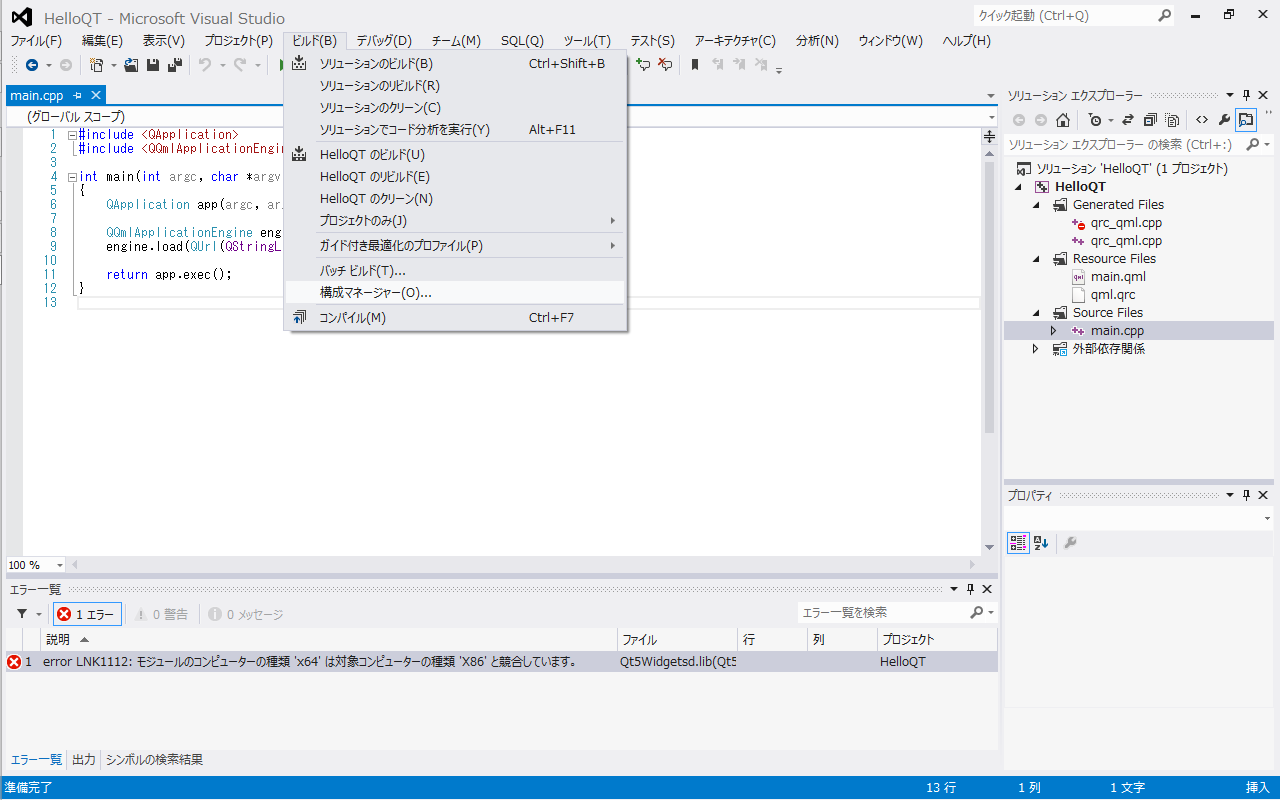 HelloQT - Microsoft Visual Studio
クイック起動 (Ctrl+Q)
ファイル(F) 編集(E) 表示(V) プロジェクト(P) ビルド(B) デバッグ(D) チーム(M) SQL(Q) ツール(T) テスト(S) アーキテクチャ(C) 分析(N) ウィンドウ(W) ヘルプ(H)
ソリューションのビルド(B) Ctrl+Shift+B
ソリューションのリビルド(R)
ソリューションのクリーン(C)
ソリューションでコード分析を実行(Y) Alt+F11
HelloQT のビルド(U)
HelloQT のリビルド(E)
HelloQT のクリーン(N)
プロジェクトのみ(J)
ガイド付き最適化のプロファイル(P)
バッチ ビルド(T)...
構成マネージャー(O)...
コンパイル(M) Ctrl+F7
main.cpp
(グローバル スコープ)
1 #include <QApplication>
2 #include <QQmlApplicationEngin
3
4 int main(int argc, char *argv
5 {
6 QApplication app(argc, ar
7
8 QQmlApplicationEngine eng
9 engine.load(QUrl(QStringL
10
11 return app.exec();
12 }
13
100 %
ソリューション エクスプローラー
ソリューション エクスプローラー の検索 (Ctrl+:)
ソリューション 'HelloQT' (1 プロジェクト)
HelloQT
Generated Files
qrc_qml.cpp
qrc_qml.cpp
Resource Files
main.qml
qml.qrc
Source Files
main.cpp
外部依存関係
プロパティ
エラー一覧
1 エラー 0 警告 0 メッセージ
エラー一覧を検索
説明 ファイル 行 列 プロジェクト
1 error LNK1112: モジュールのコンピューターの種類 'x64' は対象コンピューターの種類 'X86' と競合しています。 Qt5Widgetsd.lib(Qt5 HelloQT
エラー一覧 出力 シンボルの検索結果
準備完了 13 行 1 列 1 文字 挿入